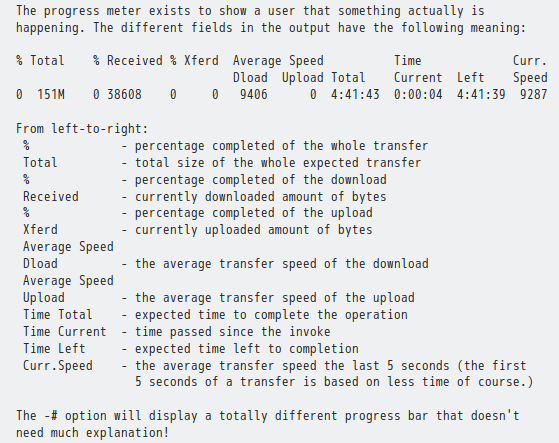 The progress meter exists to show a user that something actually is
happening. The different fields in the output have the following meaning:
% Total    % Received % Xferd  Average Speed          Time             Curr.
                               Dload  Upload Total    Current  Left    Speed
0  151M    0 38608    0     0   9406      0  4:41:43  0:00:04  4:41:39  9287
From left-to-right:
%             - percentage completed of the whole transfer
Total         - total size of the whole expected transfer
%             - percentage completed of the download
Received      - currently downloaded amount of bytes
%             - percentage completed of the upload
Xferd         - currently uploaded amount of bytes
Average Speed
Dload         - the average transfer speed of the download
Average Speed
Upload        - the average transfer speed of the upload
Time Total    - expected time to complete the operation
Time Current  - time passed since the invoke
Time Left     - expected time left to completion
Curr.Speed    - the average transfer speed the last 5 seconds (the first
                5 seconds of a transfer is based on less time of course.)
The -# option will display a totally different progress bar that doesn't
need much explanation!